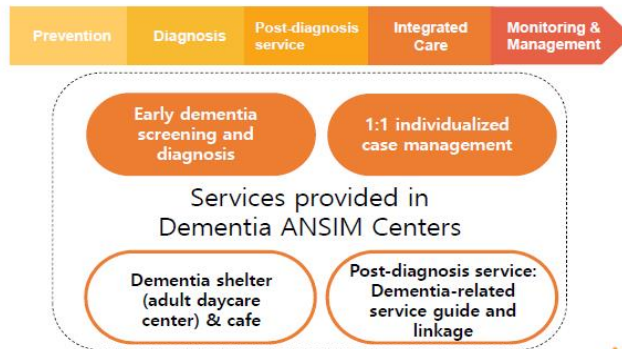 Prevention
Diagnosis
Post-diagnosis
service
Integrated
Care
Monitoring &
Management
Early dementia
screening and
diagnosis
1:1 individualized
case management
Services provided in
Dementia ANSIM Centers
Dementia shelter
(adult daycare
center) & cafe
Post-diagnosis service:
Dementia-related
service guide and
linkage